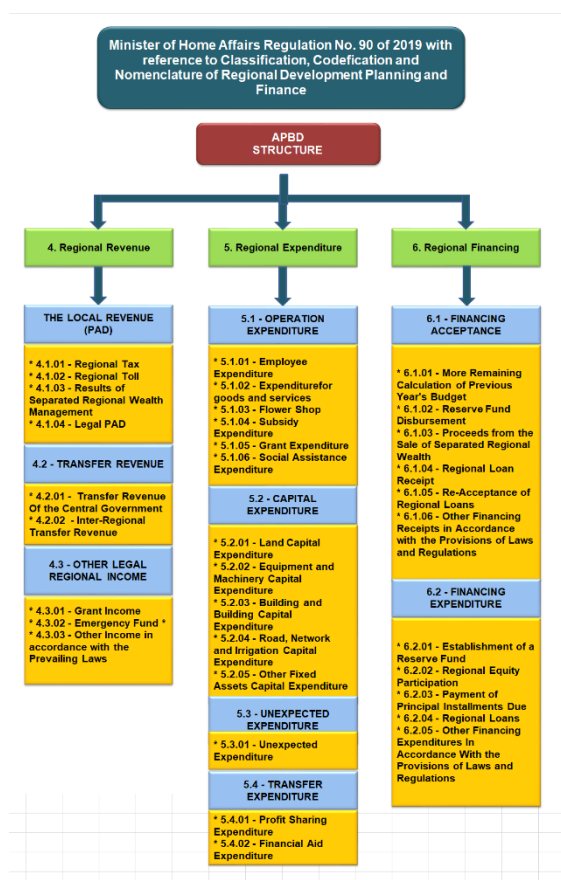 Minister of Home Affairs Regulation No. 90 of 2019 with
reference to Classification, Codefication and
Nomenclature of Regional Development Planning and
Finance
APBD
STRUCTURE
4. Regional Revenue
THE LOCAL REVENUE
(PAD)
* 4.1.01 - Regional Tax
* 4.1.02 - Regional Toll
* 4.1.03 - Results of
Separated Regional Wealth
Management
* 4.1.04 - Legal PAD
4.2 - TRANSFER REVENUE
* 4.2.01 - Transfer Revenue
Of the Central Government
* 4.2.02 - Inter-Regional
Transfer Revenue
4.3 - OTHER LEGAL
REGIONAL INCOME
* 4.3.01 - Grant Income
* 4.3.02 - Emergency Fund *
* 4.3.03 - Other Income in
accordance with the
Prevailing Laws
5. Regional Expenditure
5.1 - OPERATION
EXPENDITURE
* 5.1.01 - Employee
Expenditure
* 5.1.02 - Expenditurefor
goods and services
* 5.1.03 - Flower Shop
* 5.1.04 - Subsidy
Expenditure
* 5.1.05 - Grant Expenditure
* 5.1.06 - Social Assistance
Expenditure
5.2 - CAPITAL
EXPENDITURE
* 5.2.01 - Land Capital
Expenditure
* 5.2.02 - Equipment and
Machinery Capital
Expenditure
* 5.2.03 - Building and
Building Capital
Expenditure
* 5.2.04 - Road, Network
and Irrigation Capital
Expenditure
* 5.2.05 - Other Fixed
Assets Capital Expenditure
5.3 - UNEXPECTED
EXPENDITURE
* 5.3.01 - Unexpected
Expenditure
5.4 - TRANSFER
EXPENDITURE
* 5.4.01 - Profit Sharing
Expenditure
* 5.4.02 - Financial Aid
Expenditure
6. Regional Financing
6.1 - FINANCING
ACCEPTANCE
* 6.1.01 - More Remaining
Calculation of Previous
Year's Budget
* 6.1.02 - Reserve Fund
Disbursement
* 6.1.03 - Proceeds from the
Sale of Separated Regional
Wealth
* 6.1.04 - Regional Loan
Receipt
* 6.1.05 - Re-Acceptance of
Regional Loans
* 6.1.06 - Other Financing
Receipts in Accordance
with the Provisions of Laws
and Regulations
6.2 - FINANCING
EXPENDITURE
* 6.2.01 - Establishment of a
Reserve Fund
* 6.2.02 - Regional Equity
Participation
* 6.2.03 - Payment of
Principal Installments Due
* 6.2.04 - Regional Loans
* 6.2.05 - Other Financing
Expenditures In
Accordance With the
Provisions of Laws and
Regulations